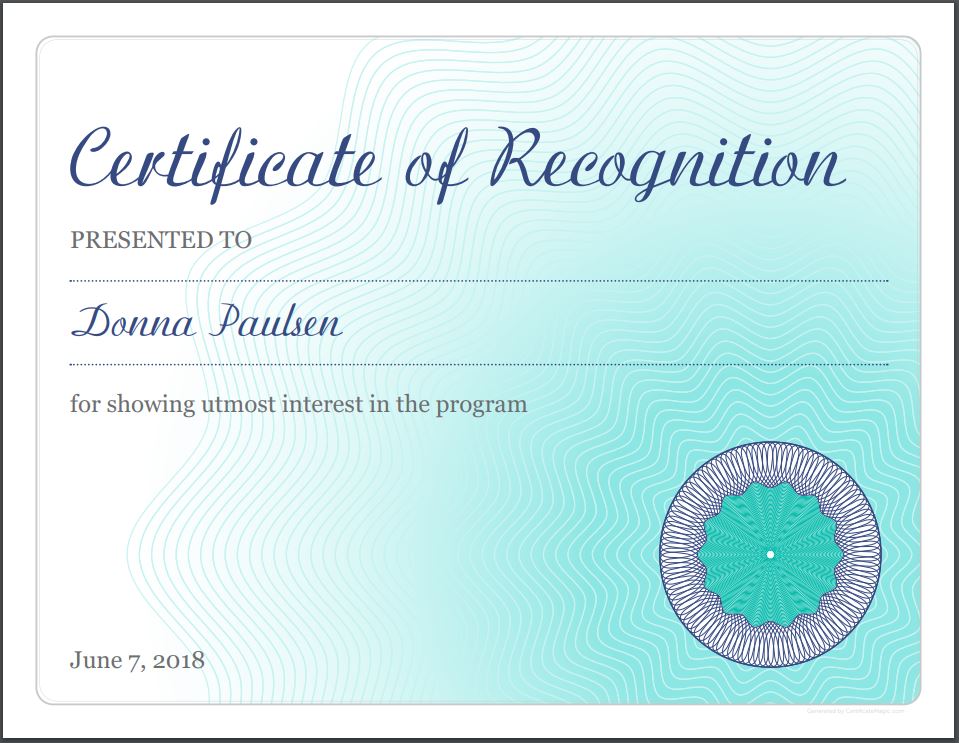 Certificate of Recognition
PRESENTED TO
Donna Paulsen
for showing utmost interest in the program
June 7, 2018
Generated by CertificateMagic.com